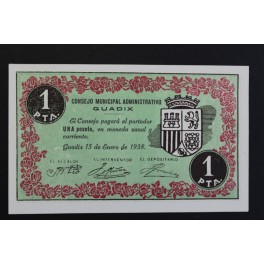 CONSEJO MUNICIPAL ADMINISTRATIVO
GUADIX
1
PTA.
El Consejo pagará al portador
UNA peseta, en moneda usual
corriente.
Guadix 15 de Enero de 1938.
EL ALCALDE EL INTERVENTOR EL DEPOSITARIO
1
PTA.